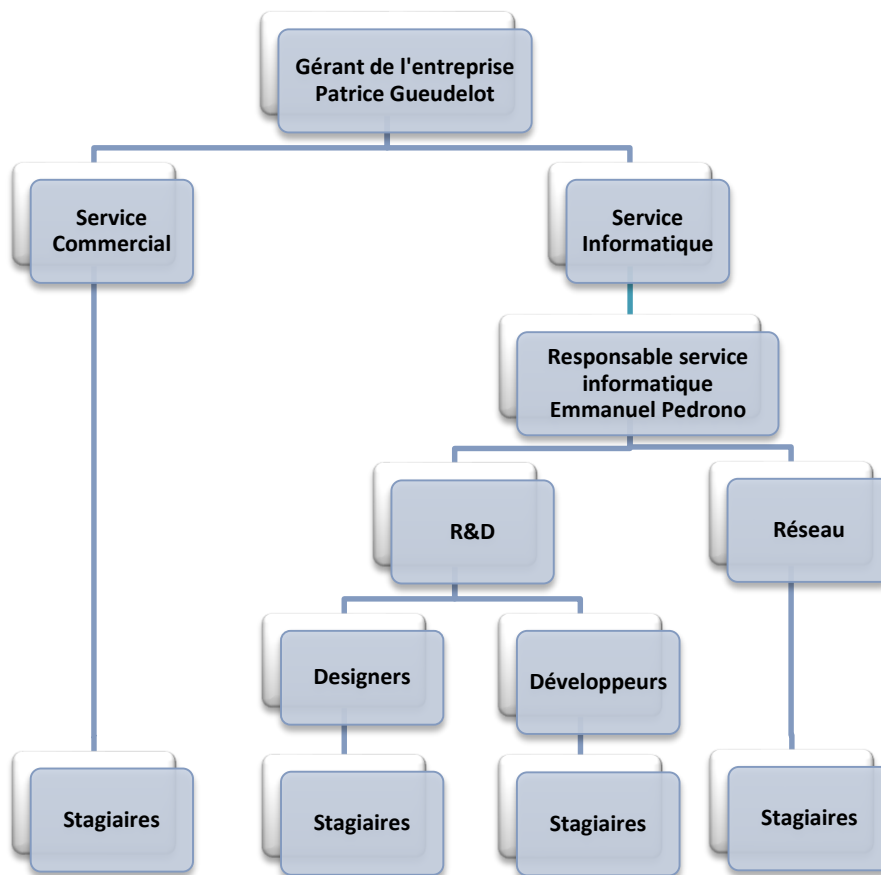 Gérant de l'entreprise
Patrice Gueudelot
Service
Commercial
Service
Informatique
Responsable service
informatique
Emmanuel Pedrono
R&D
Réseau
Designers
Développeurs
Stagiaires
Stagiaires
Stagiaires
Stagiaires